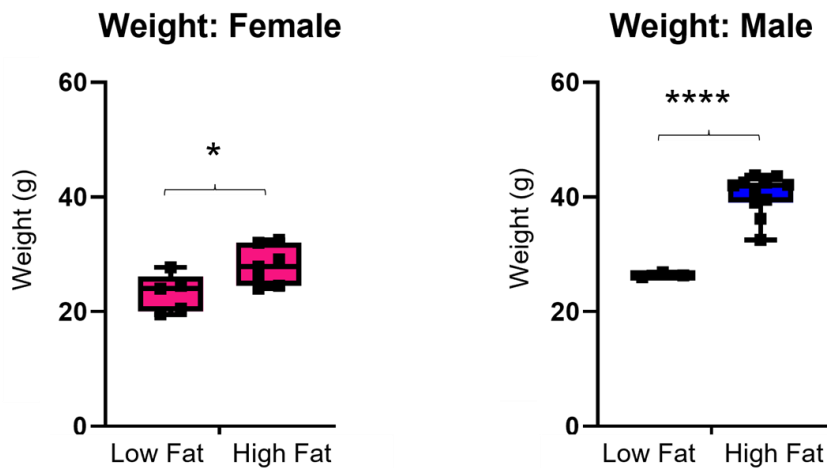 Weight: Female
60
40
20
0
Weight (g)
*
Low Fat
High Fat
Weight: Male
60
40
20
0
Weight (g)
****
Low Fat
High Fat